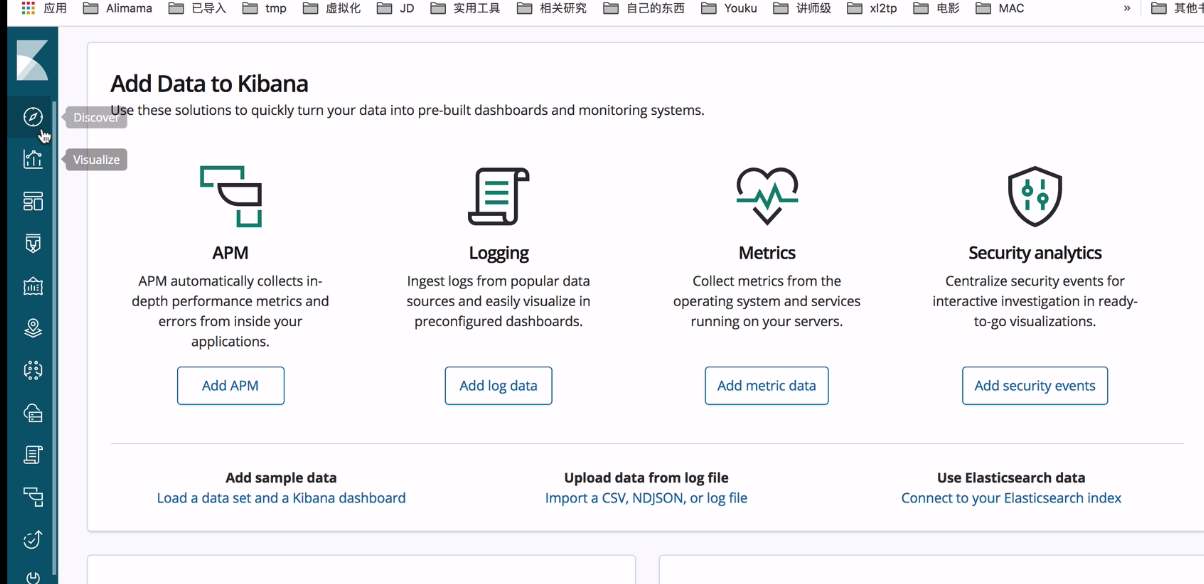 应用 Alimama 已导入 tmp 虚拟化 JD 实用工具 相关研究 自己的东西 Youku 讲师级 xl2tp 电影 MAC » 其他书
Add Data to Kibana
Use these solutions to quickly turn your data into pre-built dashboards and monitoring systems.
Discover
Visualize
APM
APM automatically collects in-
depth performance metrics and
errors from inside your
applications.
Add APM
Logging
Ingest logs from popular data
sources and easily visualize in
preconfigured dashboards.
Add log data
Metrics
Collect metrics from the
operating system and services
running on your servers.
Add metric data
Security analytics
Centralize security events for
interactive investigation in ready-
to-go visualizations.
Add security events
Add sample data
Load a data set and a Kibana dashboard
Upload data from log file
Import a CSV, NDJSON, or log file
Use Elasticsearch data
Connect to your Elasticsearch index